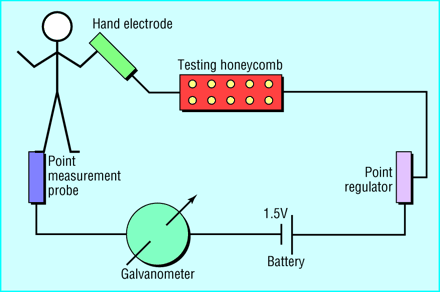 Hand electrode
Testing honeycomb
Point
measurement
probe
Point
regulator
1.5V
Battery
Galvanometer